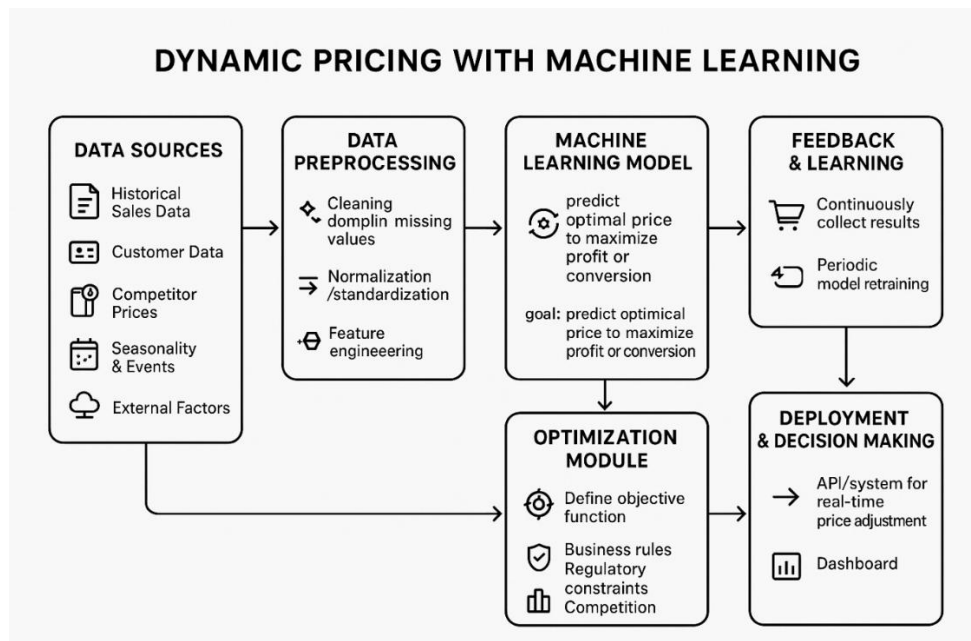 DYNAMIC PRICING WITH MACHINE LEARNING
DATA SOURCES
Historical
Sales Data
Customer Data
Competitor
Prices
Seasonality
& Events
External Factors
DATA
PREPROCESSING
Cleaning
domplin missing
values
Normalization
/standardization
Feature
engineeering
MACHINE
LEARNING MODEL
predict
optimal price
to maximize
profit or
conversion
goal: predict optimical
price to maximize
profit or conversion
FEEDBACK
& LEARNING
Continuously
collect results
4
Periodic
model retraining
OPTIMIZATION
MODULE
Define objective
function
Business rules
Regulatory
constraints
Competition
DEPLOYMENT
& DECISION MAKING
API/system for
real-time
price adjustment
Dashboard